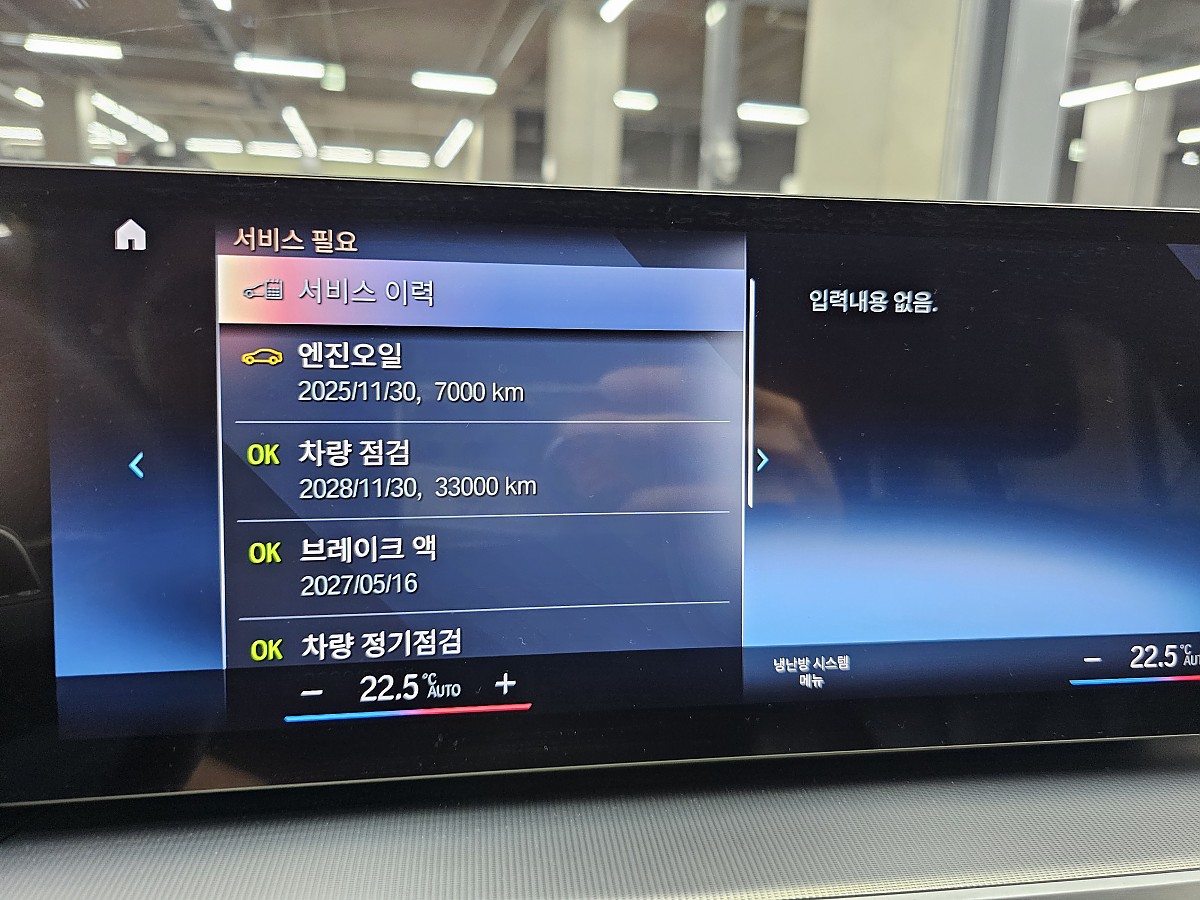 서비스 필요
서비스 이력
엔진오일
2025/11/30, 7000 km
OK 차량 점검
2028/11/30, 33000 km
OK 브레이크 액
2027/05/16
OK 차량 정기점검
입력내용 없음.
− 22.5 °C AUTO +
냉난방 시스템
메뉴
− 22.5 °C AUT